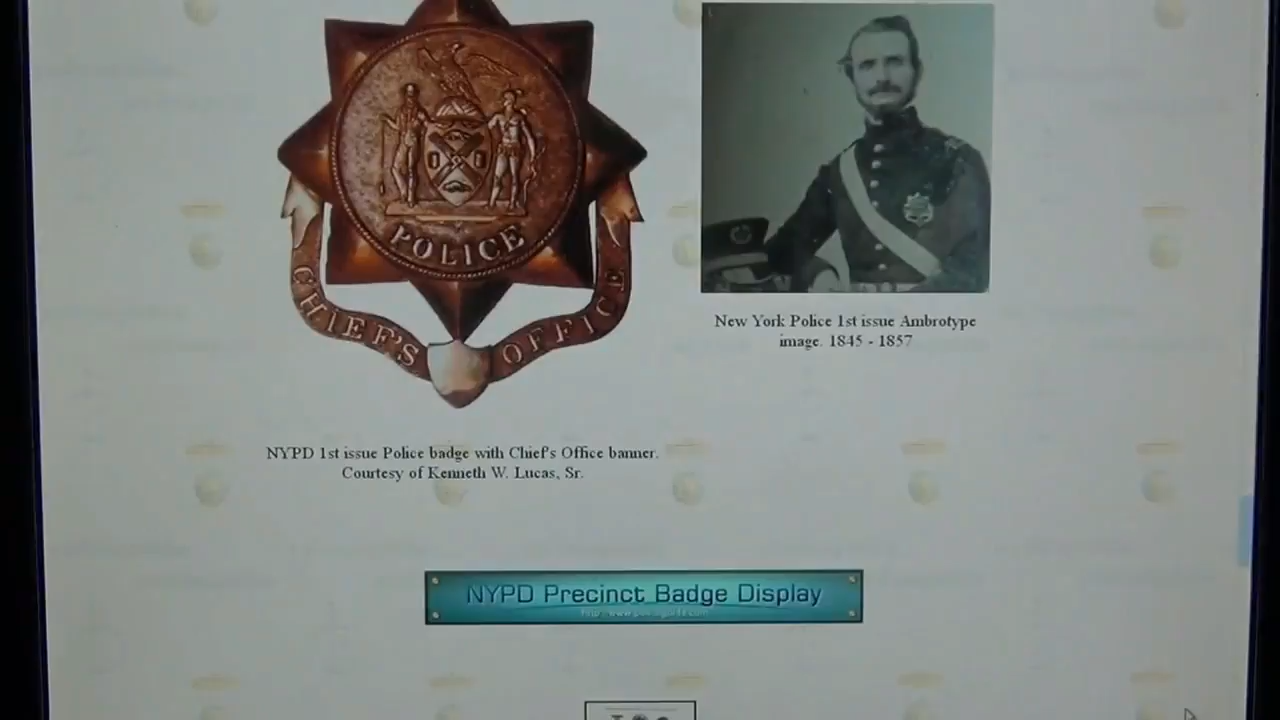 POLICE
CHIEF'S OFFICE
New York Police 1st issue Ambrotype
image. 1845 - 1857
NYPD 1st issue Police badge with Chief's Office banner.
Courtesy of Kenneth W. Lucas, Sr.
NYPD Precinct Badge Display